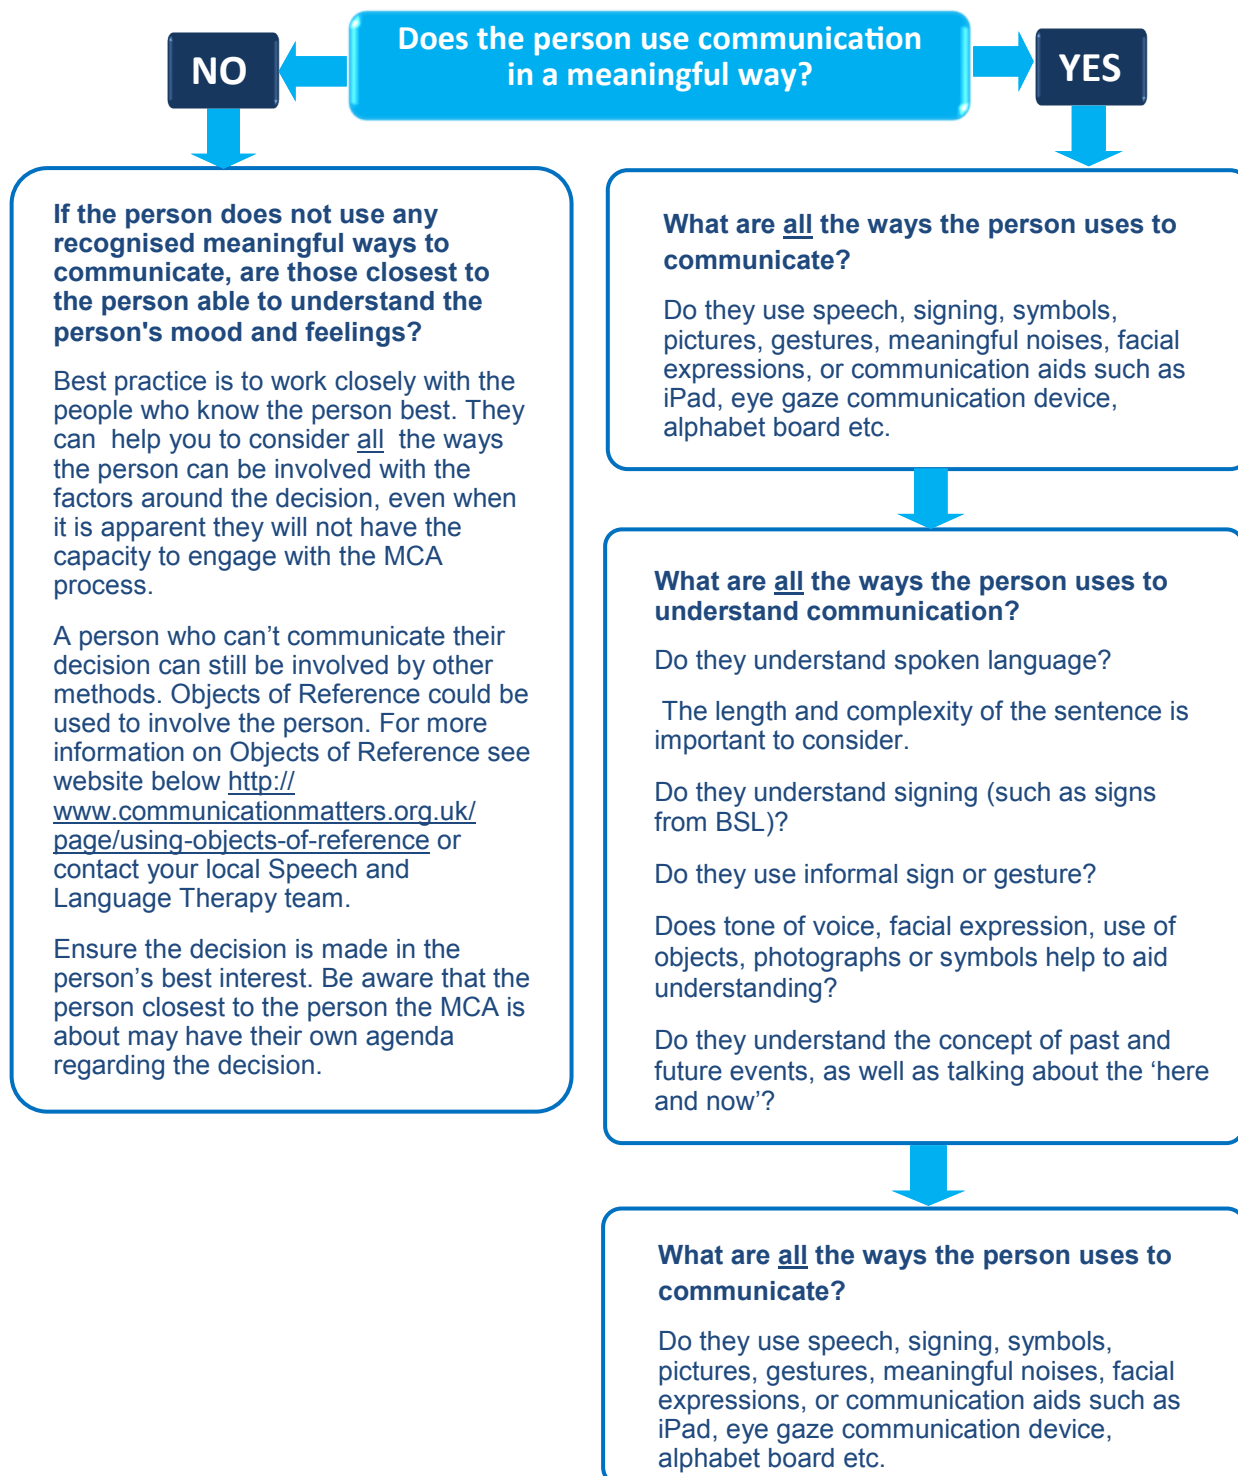 Does the person use communication
in a meaningful way?
NO
YES
If the person does not use any
recognised meaningful ways to
communicate, are those closest to
the person able to understand the
person's mood and feelings?
Best practice is to work closely with the
people who know the person best. They
can  help you to consider all  the ways
the person can be involved with the
factors around the decision, even when
it is apparent they will not have the
capacity to engage with the MCA
process.
A person who can’t communicate their
decision can still be involved by other
methods. Objects of Reference could be
used to involve the person. For more
information on Objects of Reference see
website below http://
www.communicationmatters.org.uk/
page/using-objects-of-reference or
contact your local Speech and
Language Therapy team.
Ensure the decision is made in the
person’s best interest. Be aware that the
person closest to the person the MCA is
about may have their own agenda
regarding the decision.
What are all the ways the person uses to
communicate?
Do they use speech, signing, symbols,
pictures, gestures, meaningful noises, facial
expressions, or communication aids such as
iPad, eye gaze communication device,
alphabet board etc.
What are all the ways the person uses to
understand communication?
Do they understand spoken language?
The length and complexity of the sentence is
important to consider.
Do they understand signing (such as signs
from BSL)?
Do they use informal sign or gesture?
Does tone of voice, facial expression, use of
objects, photographs or symbols help to aid
understanding?
Do they understand the concept of past and
future events, as well as talking about the ‘here
and now’?
What are all the ways the person uses to
communicate?
Do they use speech, signing, symbols,
pictures, gestures, meaningful noises, facial
expressions, or communication aids such as
iPad, eye gaze communication device,
alphabet board etc.